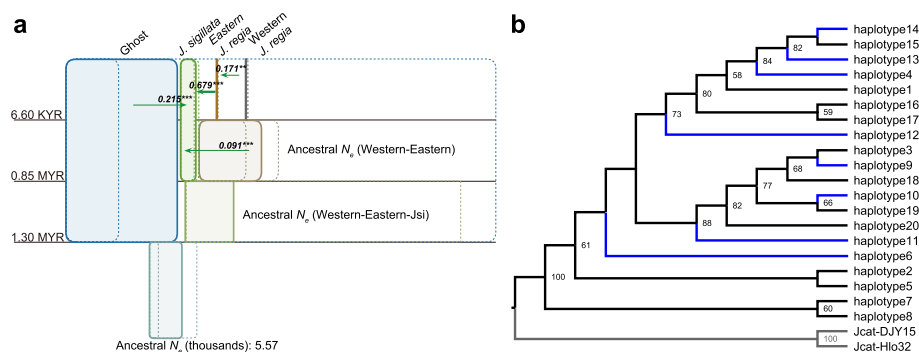 a
Ghost
J. sigillata
Eastern
J. regia
Western
J. regia
0.171**
0.679***
0.215***
6.60 KYR
0.091***
Ancestral Ne (Western-Eastern)
0.85 MYR
Ancestral Ne (Western-Eastern-Jsi)
1.30 MYR
Ancestral Ne (thousands): 5.57
b
haplotype14
82
haplotype15
84
haplotype13
58
haplotype4
80
haplotype1
73
haplotype16
59
haplotype17
haplotype12
haplotype3
68
haplotype9
77
haplotype18
82
haplotype10
66
haplotype19
88
haplotype20
haplotype11
61
haplotype6
100
haplotype2
haplotype5
haplotype7
60
haplotype8
Jcat-DJY15
100
Jcat-Hlo32